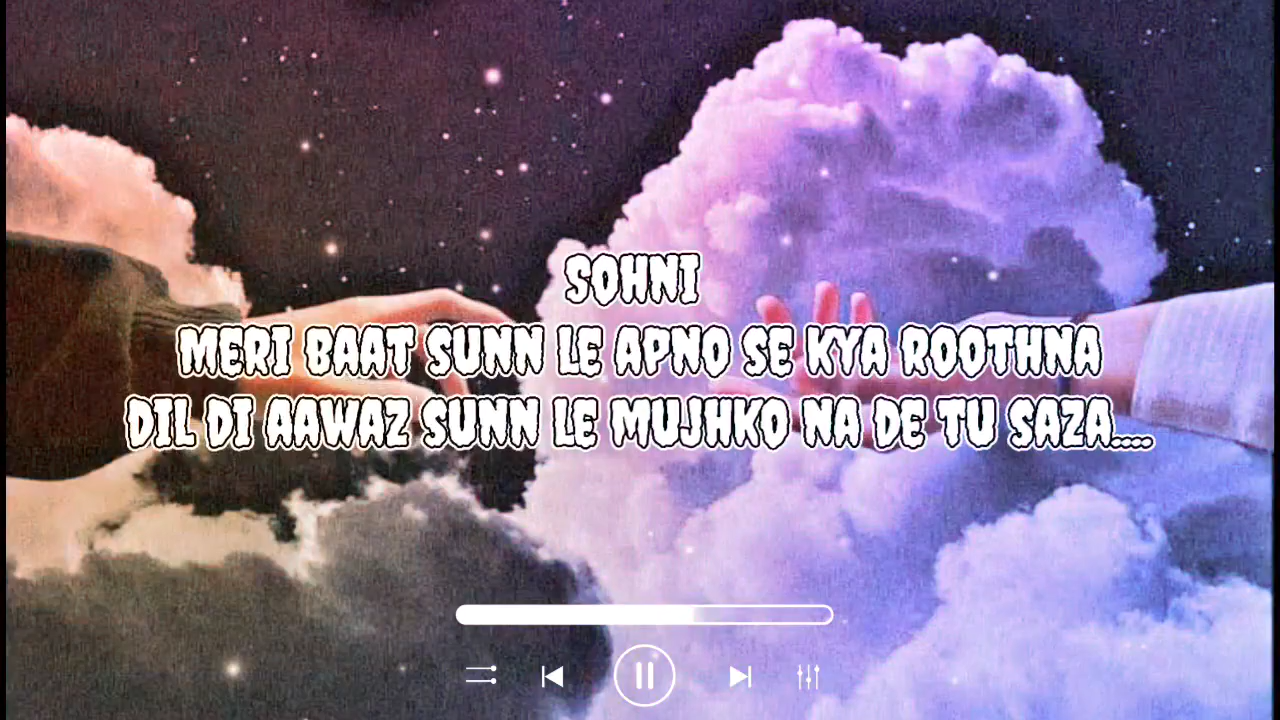 SOHNI
MERI BAAT SUNN LE APNO SE KYA ROOTHNA
DIL DI AAWAZ SUNN LE MUJHKO NA DE TU SAZA....